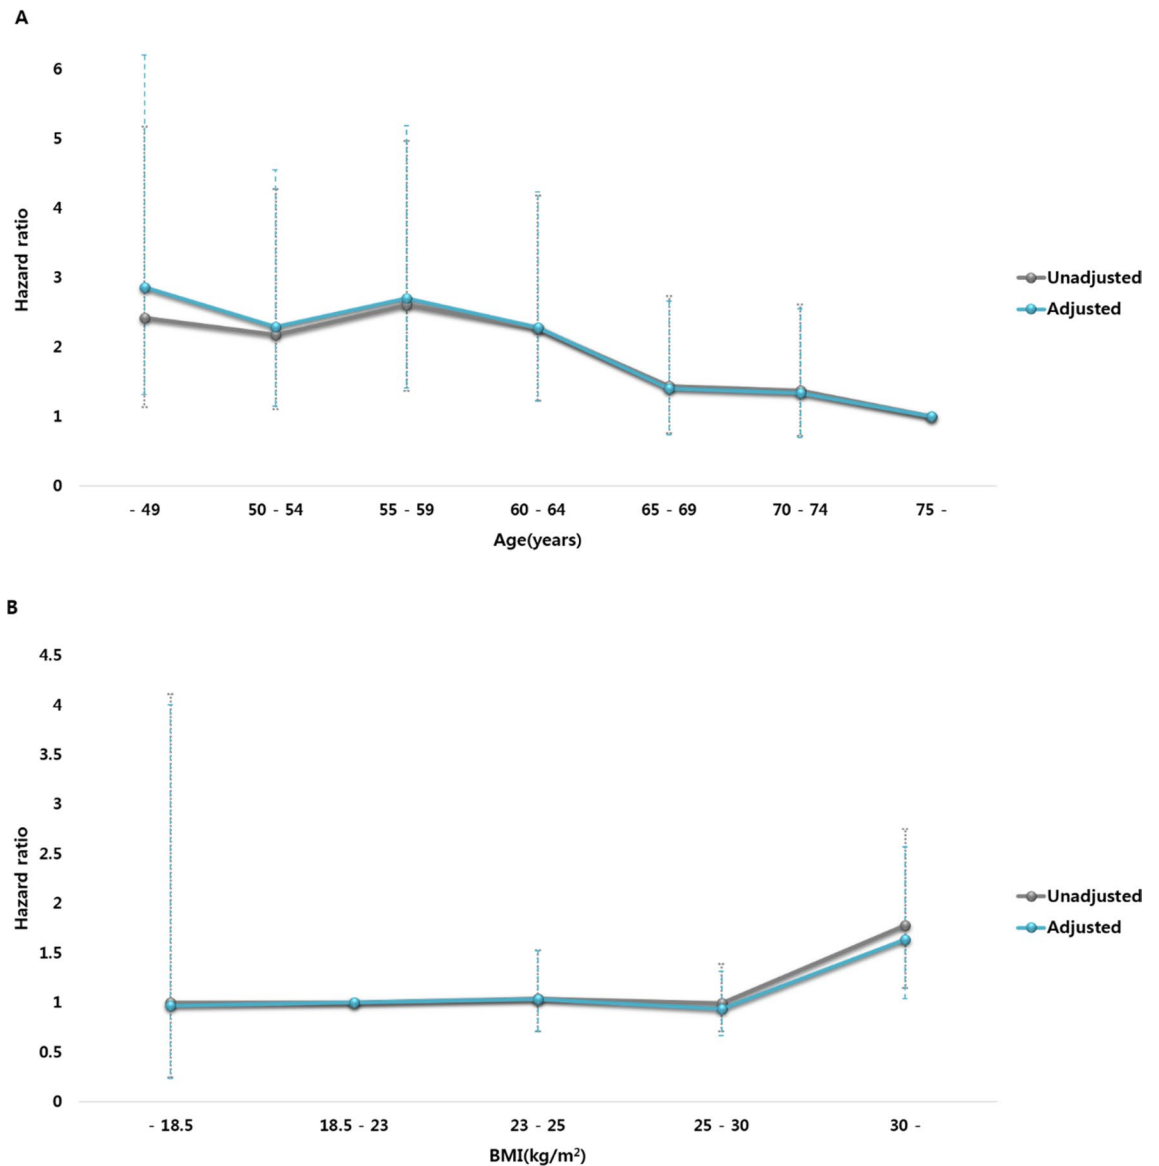 A
6
5
4
3
2
1
0
Hazard ratio
- 49 50 - 54 55 - 59 60 - 64 65 - 69 70 - 74 75 -
Age(years)
Unadjusted
Adjusted
B
4.5
4
3.5
3
2.5
2
1.5
1
0.5
0
Hazard ratio
- 18.5 18.5 - 23 23 - 25 25 - 30 30 -
BMI(kg/m²)
Unadjusted
Adjusted